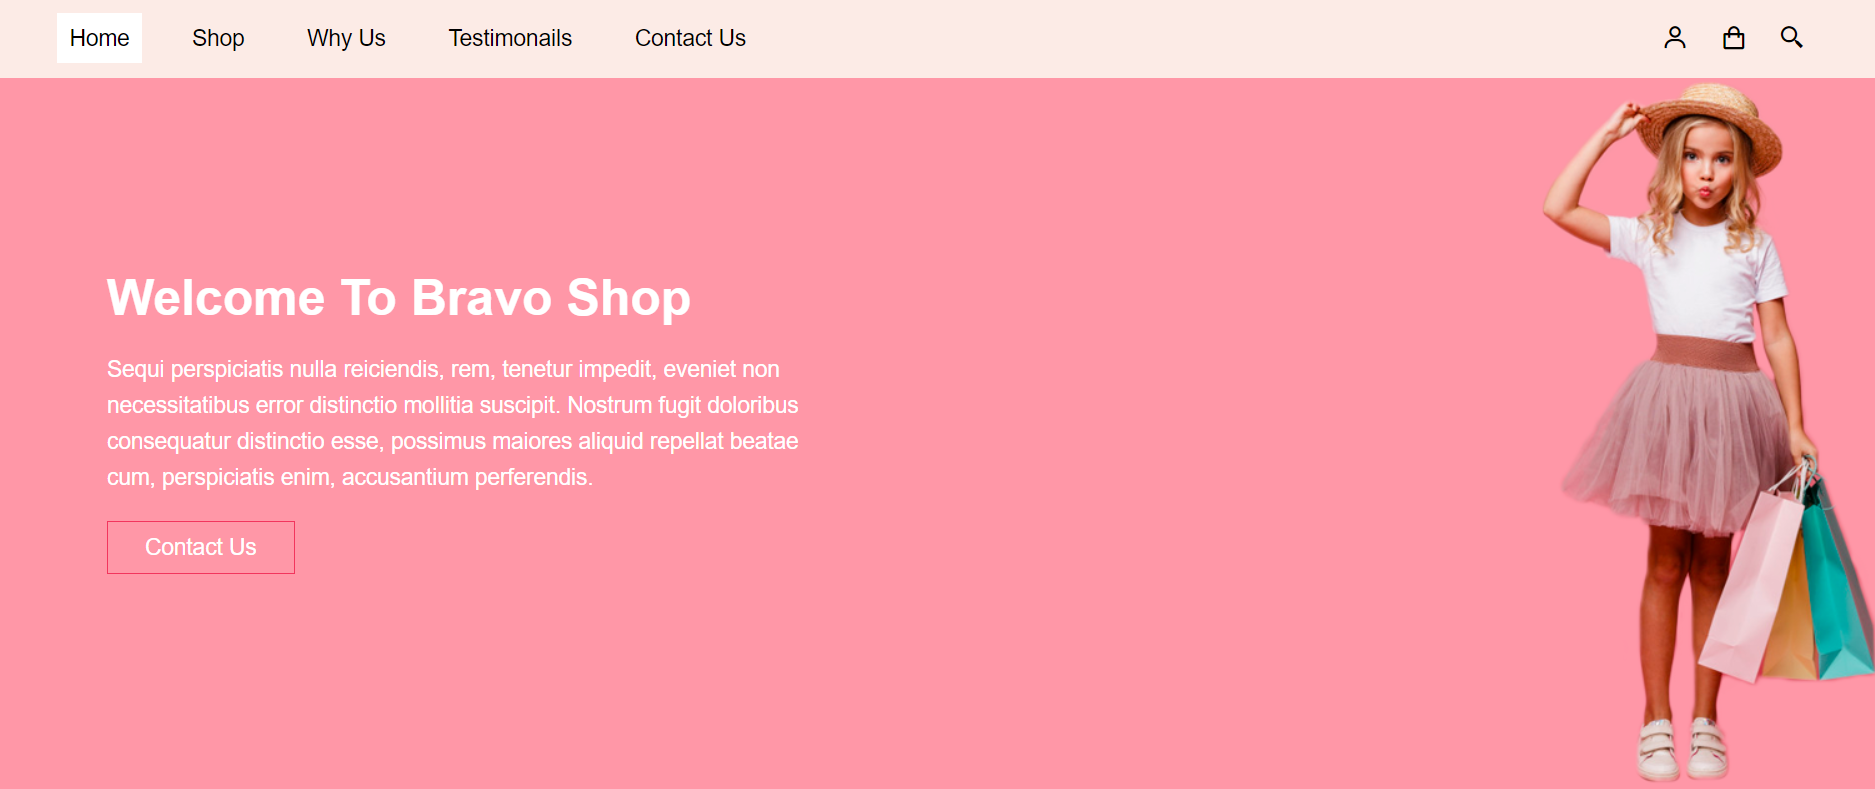 Home Shop Why Us Testimonails Contact Us
Welcome To Bravo Shop
Sequi perspiciatis nulla reiciendis, rem, tenetur impedit, eveniet non
necessitatibus error distinctio mollitia suscipit. Nostrum fugit doloribus
consequatur distinctio esse, possimus maiores aliquid repellat beatae
cum, perspiciatis enim, accusantium perferendis.
Contact Us